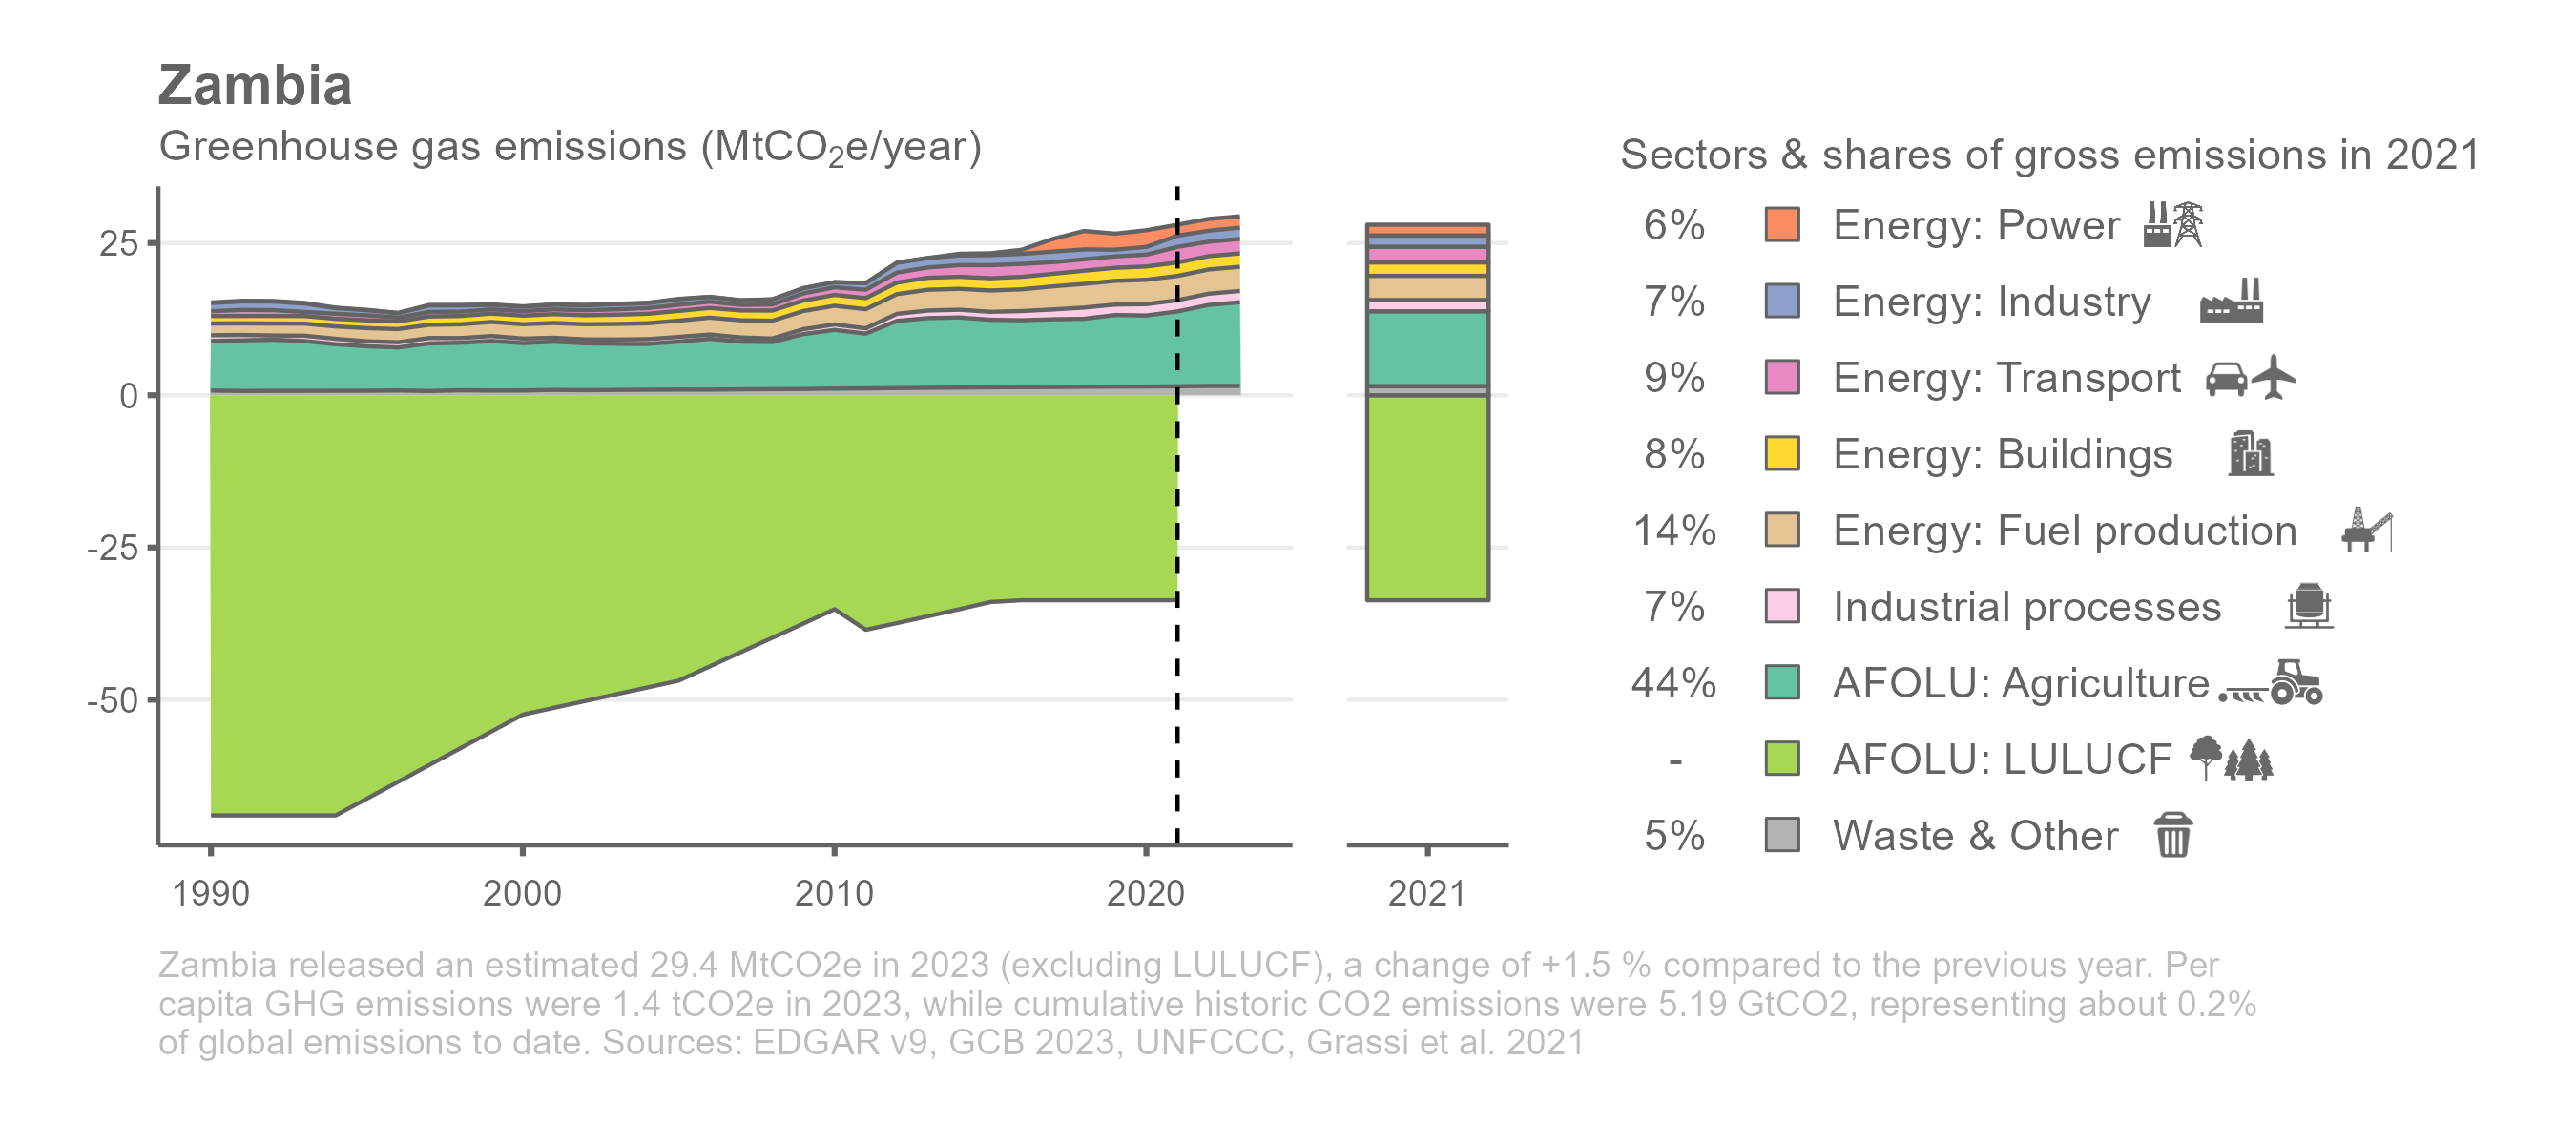 Zambia
Greenhouse gas emissions (MtCO₂e/year)
25
0
-25
-50
1990
2000
2010
2020
2021
Sectors & shares of gross emissions in 2021
6% Energy: Power
7% Energy: Industry
9% Energy: Transport
8% Energy: Buildings
14% Energy: Fuel production
7% Industrial processes
44% AFOLU: Agriculture
- AFOLU: LULUCF
5% Waste & Other
Zambia released an estimated 29.4 MtCO2e in 2023 (excluding LULUCF), a change of +1.5 % compared to the previous year. Per
capita GHG emissions were 1.4 tCO2e in 2023, while cumulative historic CO2 emissions were 5.19 GtCO2, representing about 0.2%
of global emissions to date. Sources: EDGAR v9, GCB 2023, UNFCCC, Grassi et al. 2021